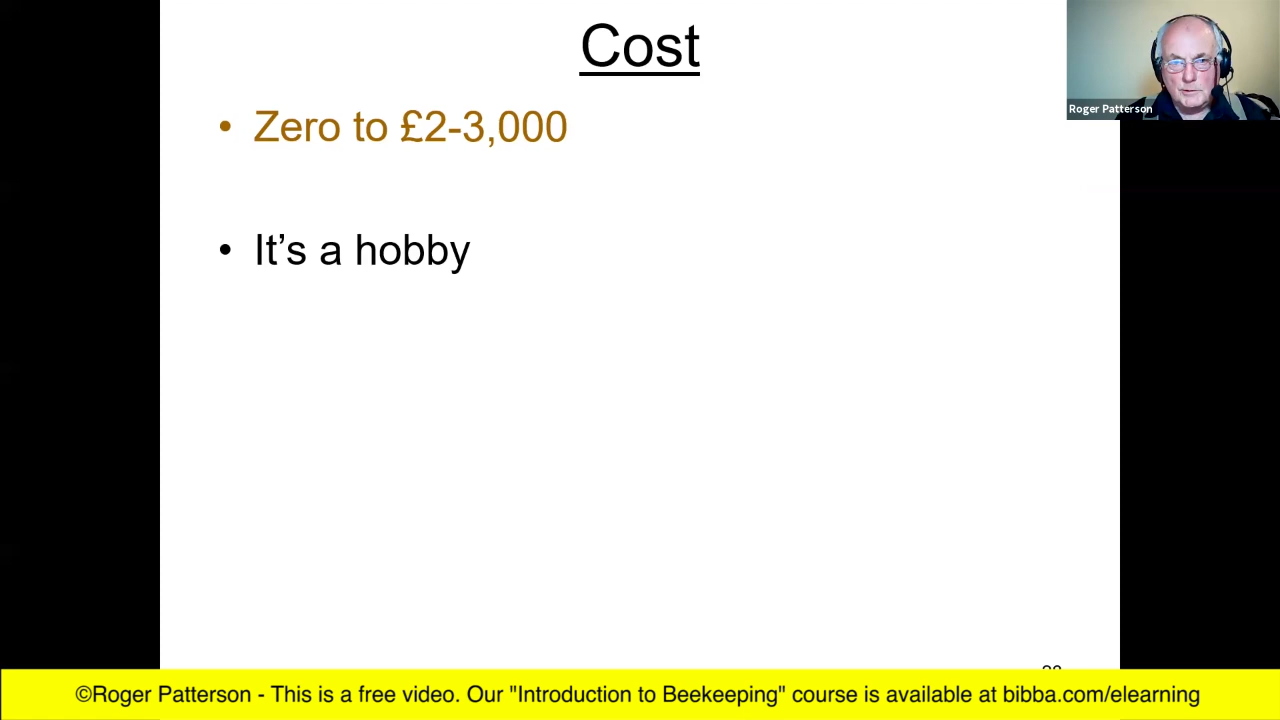 Cost
• Zero to £2-3,000
Roger Patterson
• It’s a hobby
©Roger Patterson - This is a free video. Our "Introduction to Beekeeping" course is available at bibba.com/elearning